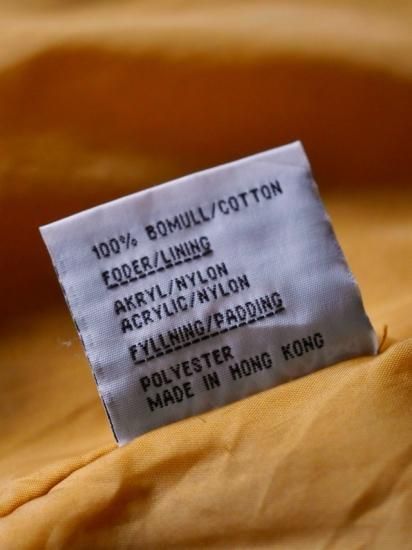 100% BOMULL/COTTON
FODER/LINING
AKRYL/NYLON
ACRYLIC/NYLON
FYLLNING/PADDING
POLYESTER
MADE IN HONG KONG